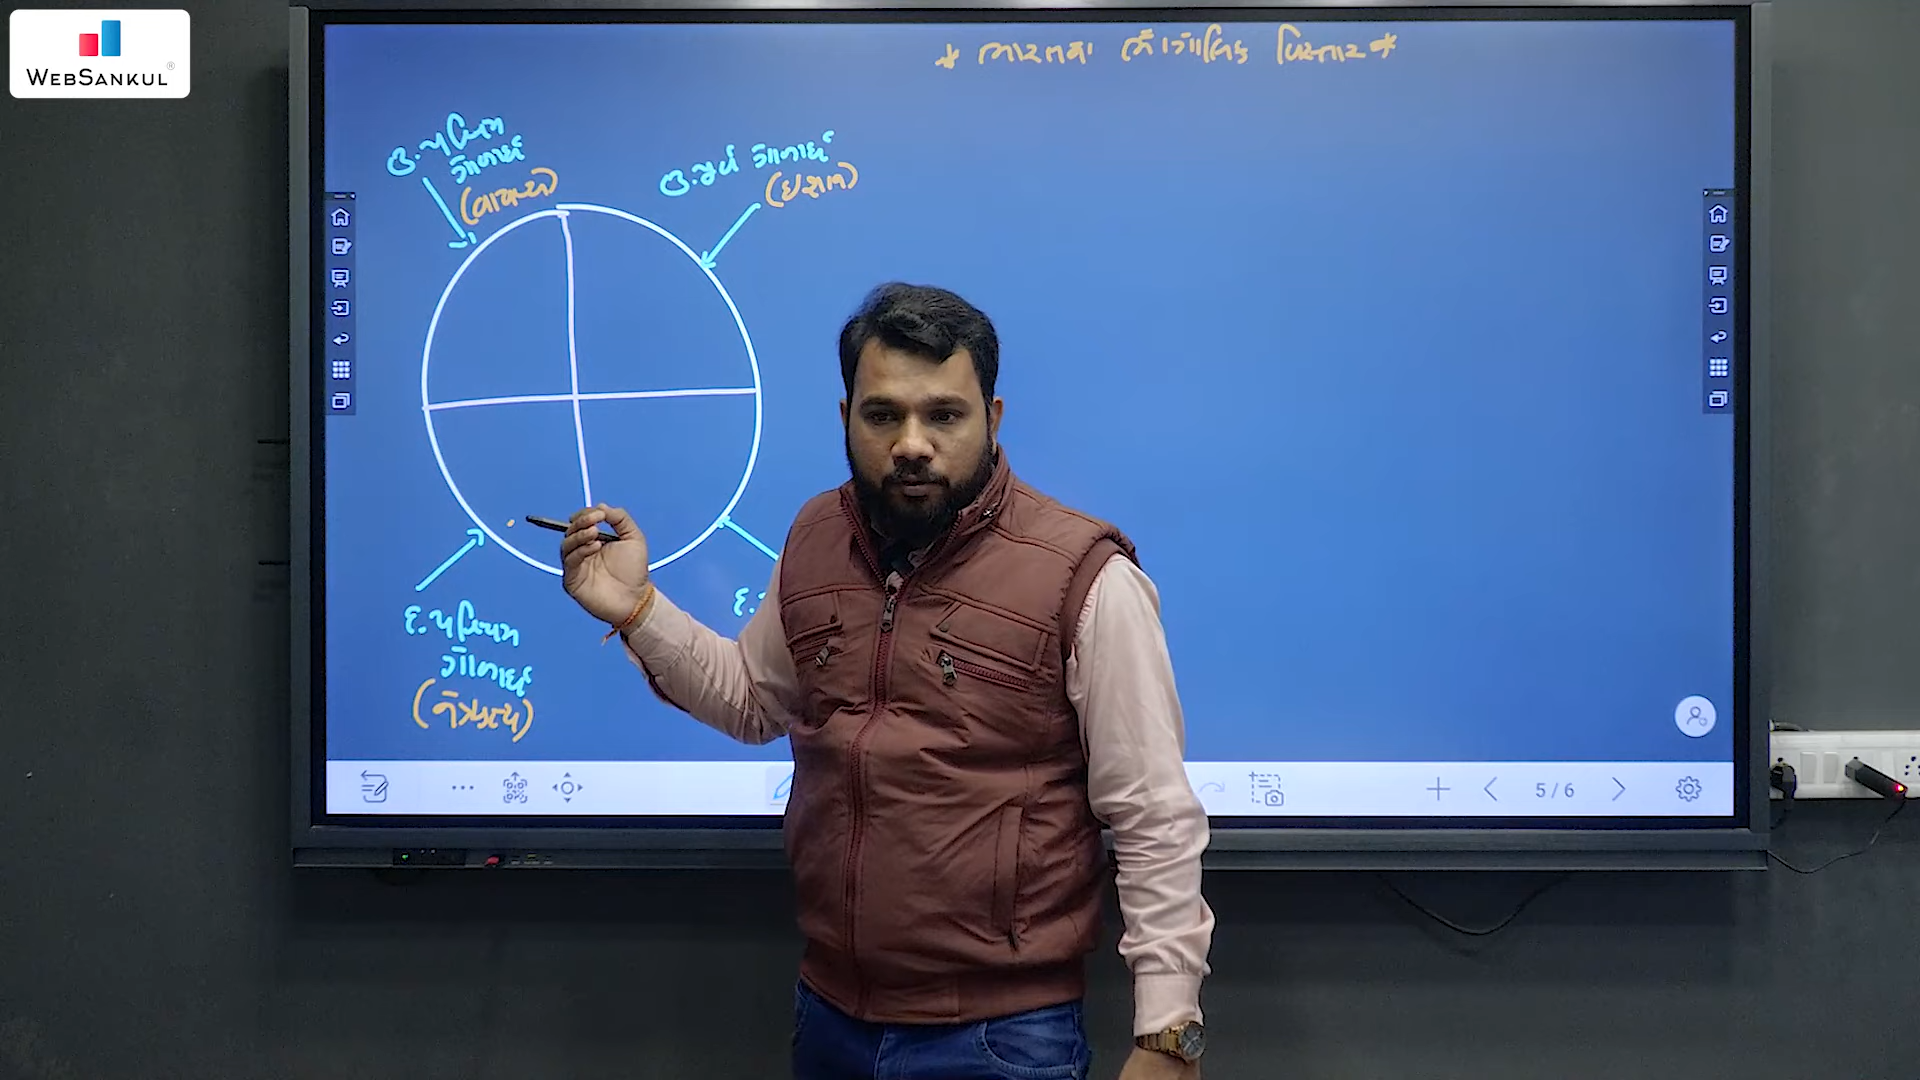 WEBSANKUL®
* ભારતનો ભૌગોલિક વિસ્તાર *
ઉ.પશ્ચિમ
ગોળાર્ધ
(વાયવ્ય)
ઉ.પૂર્વ ગોળાર્ધ
(ઈશાન)
દ.પશ્ચિમ
ગોળાર્ધ
(નૈઋત્ય)
દ.
5/6